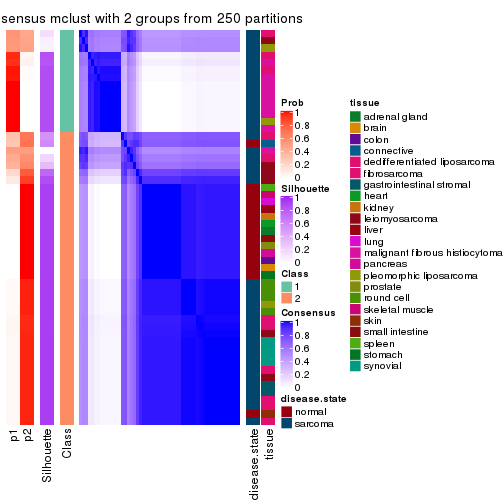 sensus mclust with 2 groups from 250 partitions
Prob
1
0.8
0.6
0.4
0.2
0
Silhouette
1
0.8
0.6
0.4
0.2
0
Class
1
2
Consensus
1
0.8
0.6
0.4
0.2
0
disease.state
normal
sarcoma
tissue
adrenal gland
brain
colon
connective
dedifferentiated liposarcoma
fibrosarcoma
gastrointestinal stromal
heart
kidney
leiomyosarcoma
liver
lung
malignant fibrous histiocytoma
pancreas
pleomorphic liposarcoma
prostate
round cell
skeletal muscle
skin
small intestine
spleen
stomach
synovial
p1
p2
Silhouette
Class
disease.state
tissue